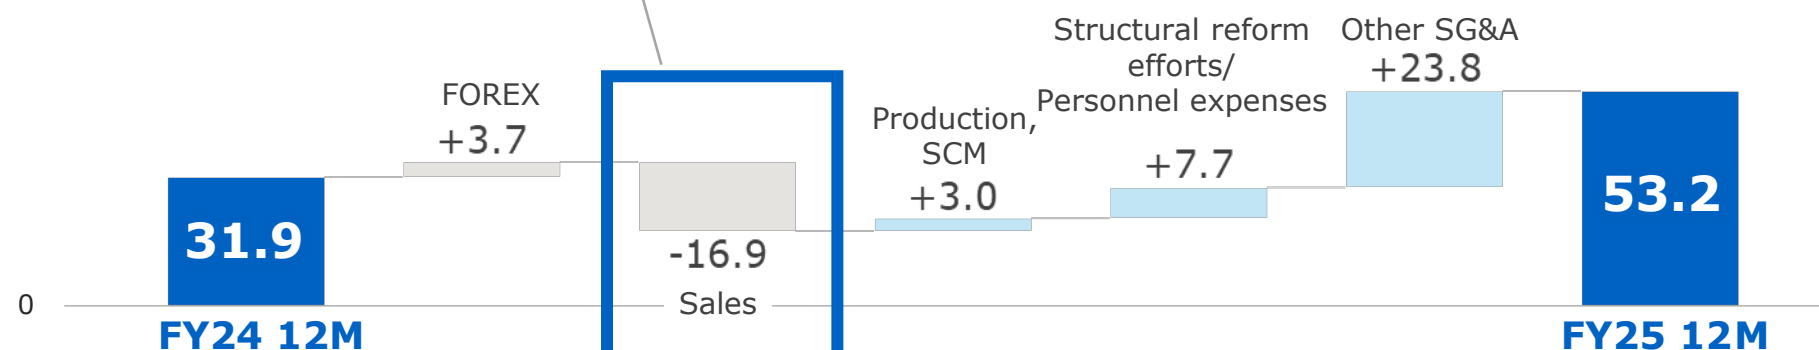 Structural reform
efforts/
Personnel expenses
Other SG&A
+23.8
FOREX
+3.7
Production,
SCM
+3.0
+7.7
31.9
-16.9
Sales
53.2
0
FY24 12M
FY25 12M